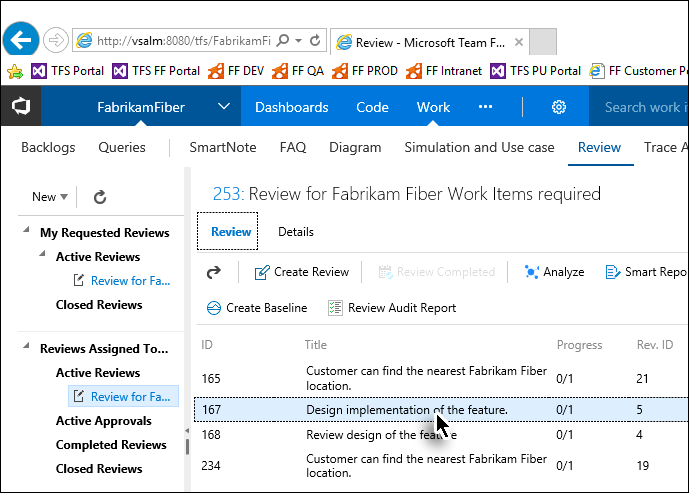 http://vsalm:8080/tfs/FabrikamFi
Review - Microsoft Team F...
TFS Portal TFS FF Portal FF DEV FF QA FF PROD FF Intranet TFS PU Portal FF Customer P
FabrikamFiber Dashboards Code Work ... Search work it
Backlogs Queries SmartNote FAQ Diagram Simulation and Use case Review Trace A
New
253: Review for Fabrikam Fiber Work Items required
My Requested Reviews
Active Reviews
Review for Fa...
Closed Reviews
Reviews Assigned To...
Active Reviews
Review for Fa...
Active Approvals
Completed Reviews
Closed Reviews
Review Details
Create Review Review Completed Analyze Smart Repo
Create Baseline Review Audit Report
ID Title Progress Rev. ID
165 Customer can find the nearest Fabrikam Fiber location. 0/1 21
167 Design implementation of the feature. 0/1 5
168 Review design of the feature 0/1 4
234 Customer can find the nearest Fabrikam Fiber location. 0/1 19